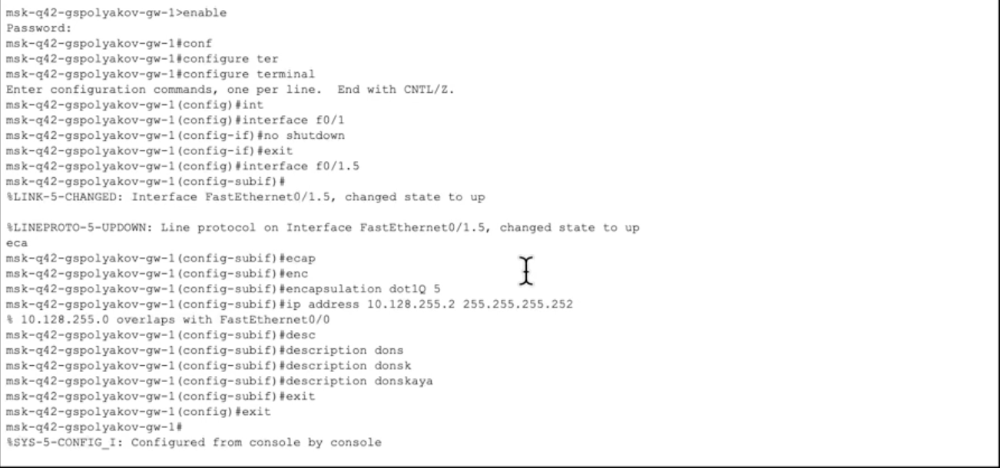 msk-q42-gspolyakov-gw-1>enable
Password:
msk-q42-gspolyakov-gw-1#conf
msk-q42-gspolyakov-gw-1#configure ter
msk-q42-gspolyakov-gw-1#configure terminal
Enter configuration commands, one per line.  End with CNTL/Z.
msk-q42-gspolyakov-gw-1(config)#int
msk-q42-gspolyakov-gw-1(config)#interface f0/1
msk-q42-gspolyakov-gw-1(config-if)#no shutdown
msk-q42-gspolyakov-gw-1(config-if)#exit
msk-q42-gspolyakov-gw-1(config)#interface f0/1.5
msk-q42-gspolyakov-gw-1(config-subif)#
%LINK-5-CHANGED: Interface FastEthernet0/1.5, changed state to up
%LINEPROTO-5-UPDOWN: Line protocol on Interface FastEthernet0/1.5, changed state to up
eca
msk-q42-gspolyakov-gw-1(config-subif)#ecap
msk-q42-gspolyakov-gw-1(config-subif)#enc
msk-q42-gspolyakov-gw-1(config-subif)#encapsulation dot1Q 5
msk-q42-gspolyakov-gw-1(config-subif)#ip address 10.128.255.2 255.255.255.252
% 10.128.255.0 overlaps with FastEthernet0/0
msk-q42-gspolyakov-gw-1(config-subif)#desc
msk-q42-gspolyakov-gw-1(config-subif)#description dons
msk-q42-gspolyakov-gw-1(config-subif)#description donsk
msk-q42-gspolyakov-gw-1(config-subif)#description donskaya
msk-q42-gspolyakov-gw-1(config-subif)#exit
msk-q42-gspolyakov-gw-1(config)#exit
msk-q42-gspolyakov-gw-1#
%SYS-5-CONFIG_I: Configured from console by console